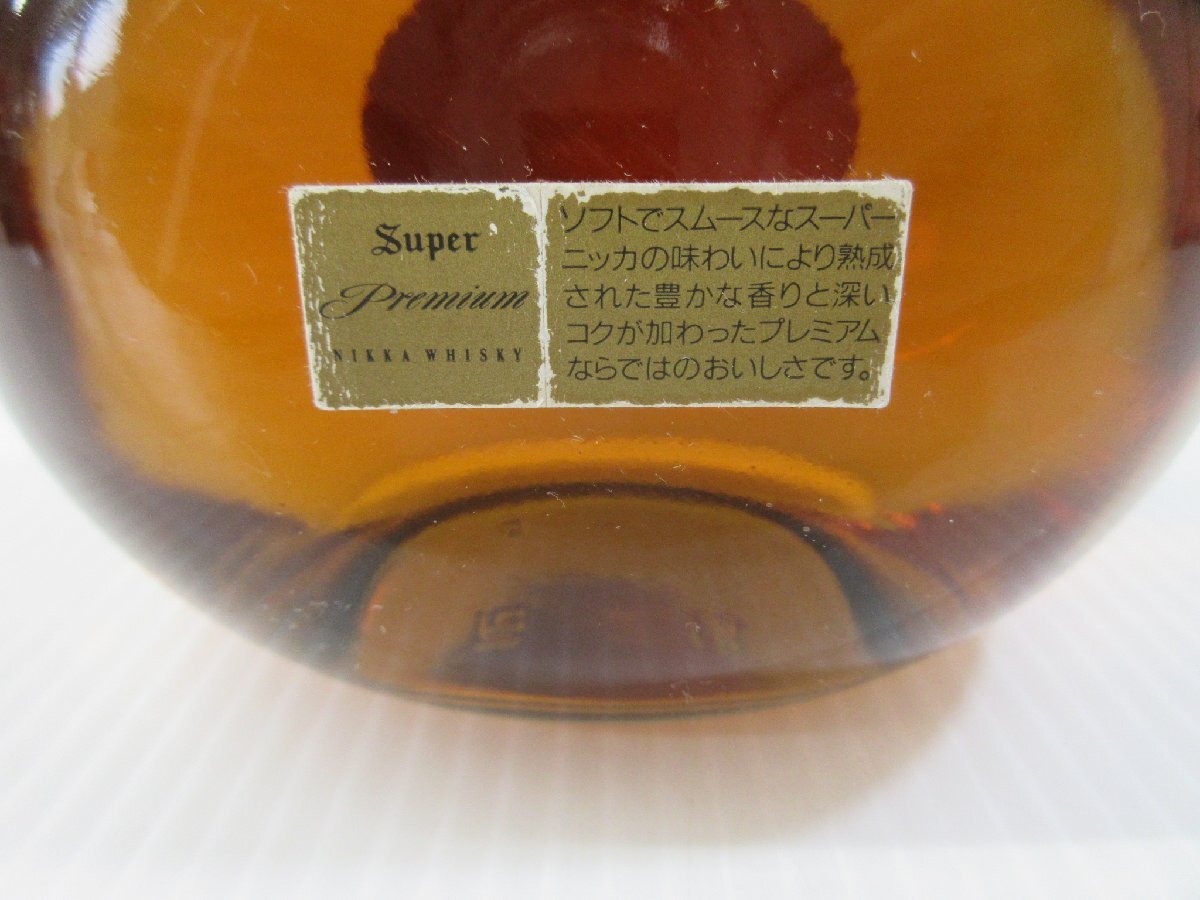 Super
Premium
NIKKA WHISKY
ソフトでスムースなスーパー
ニッカの味わいにより熟成
された豊かな香りと深い
コクが加わったプレミアム
ならではのおいしさです。